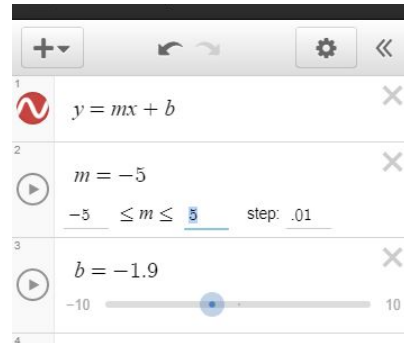 1
y = mx + b
2
m = −5
−5 ≤ m ≤ 5 step: .01
3
b = −1.9
−10 10
4